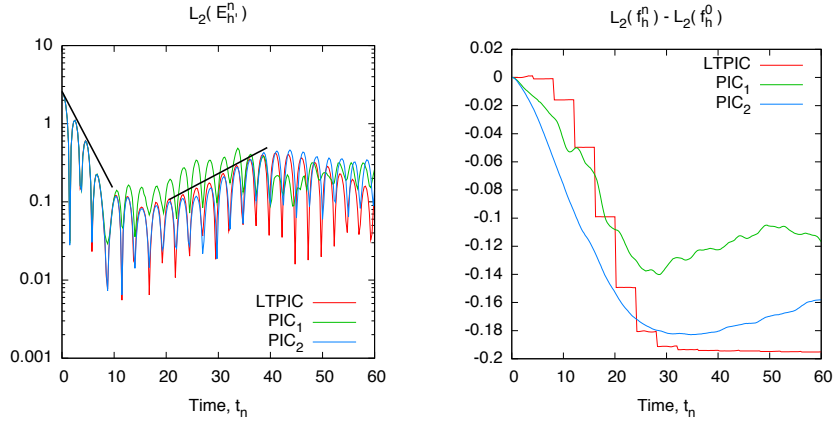 L₂( Eⁿₕ' )
10
1
0.1
0.01
0.001
LTPIC
PIC₁
PIC₂
0 10 20 30 40 50 60
Time, tₙ
L₂( fⁿₕ ) - L₂( f⁰ₕ )
0.02
0
-0.02
-0.04
-0.06
-0.08
-0.1
-0.12
-0.14
-0.16
-0.18
-0.2
LTPIC
PIC₁
PIC₂
0 10 20 30 40 50 60
Time, tₙ